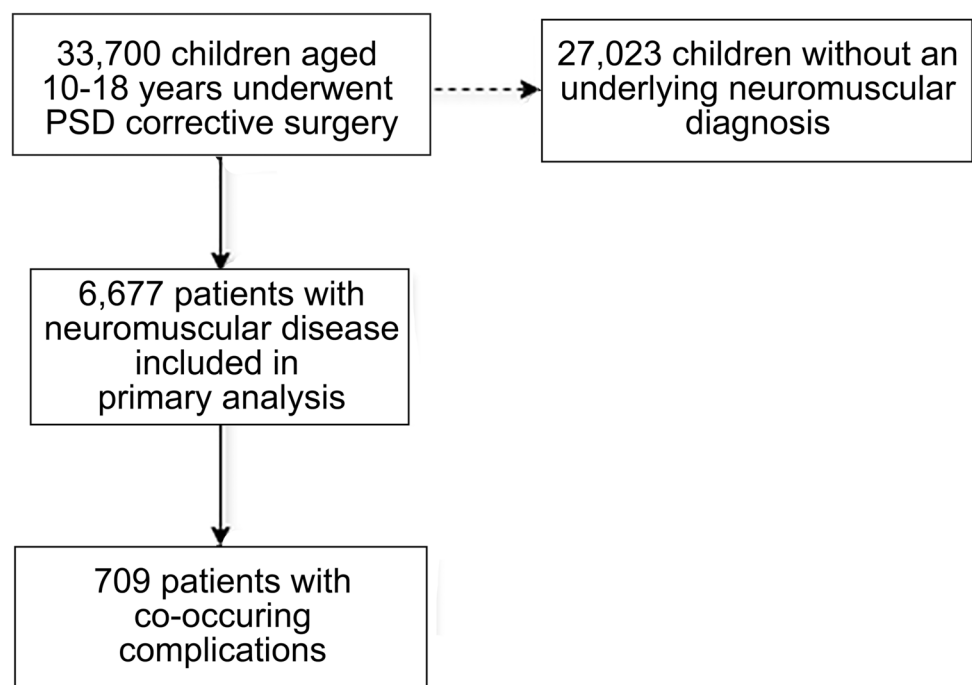 33,700 children aged
10-18 years underwent
PSD corrective surgery
27,023 children without an
underlying neuromuscular
diagnosis
6,677 patients with
neuromuscular disease
included in
primary analysis
709 patients with
co-occuring
complications